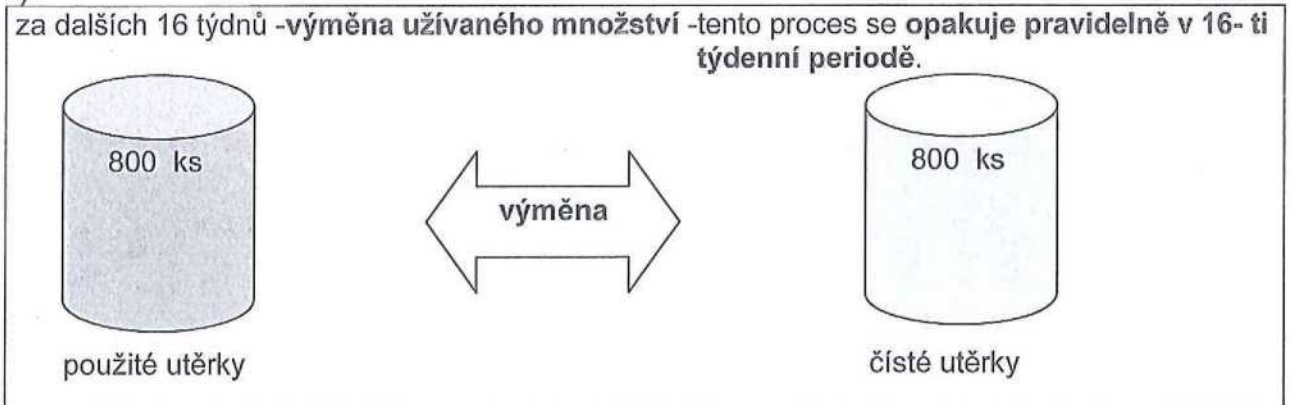 za dalších 16 týdnů -výměna užívaného množství -tento proces se opakuje pravidelně v 16- ti
týdenní periodě.
800 ks
800 ks
výměna
použité utěrky
čísté utěrky